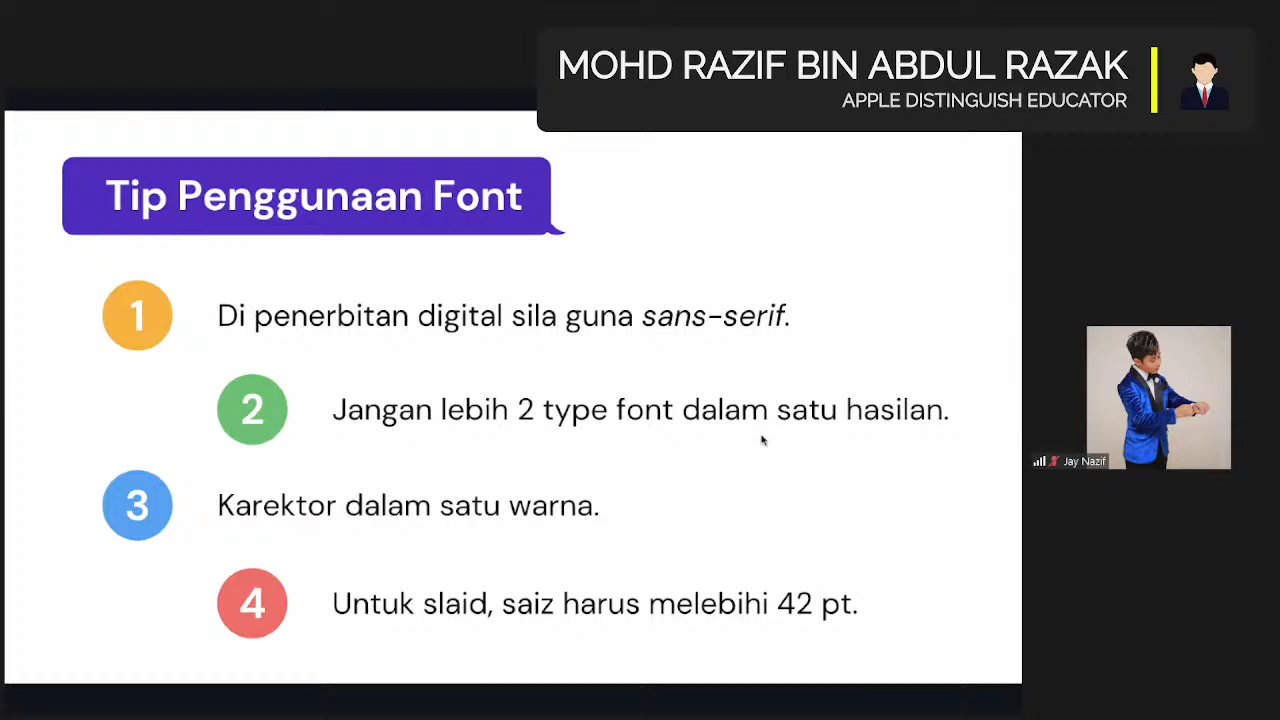 MOHD RAZIF BIN ABDUL RAZAK
APPLE DISTINGUISH EDUCATOR
Tip Penggunaan Font
1
Di penerbitan digital sila guna sans-serif.
2
Jangan lebih 2 type font dalam satu hasilan.
3
Karektor dalam satu warna.
4
Untuk slaid, saiz harus melebihi 42 pt.
Jay Nazif